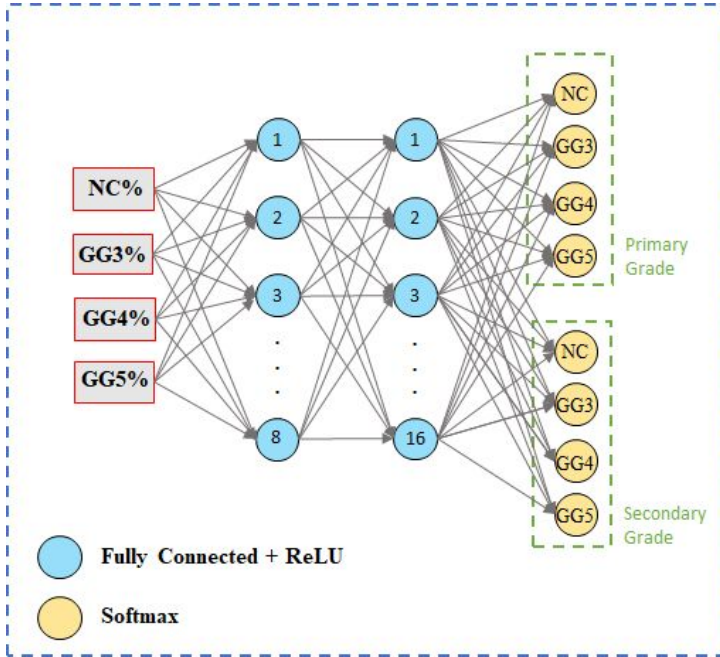 NC%
GG3%
GG4%
GG5%
1
2
3
.
.
.
8
1
2
3
.
.
.
16
NC
GG3
GG4
GG5
Primary
Grade
NC
GG3
GG4
GG5
Secondary
Grade
Fully Connected + ReLU
Softmax